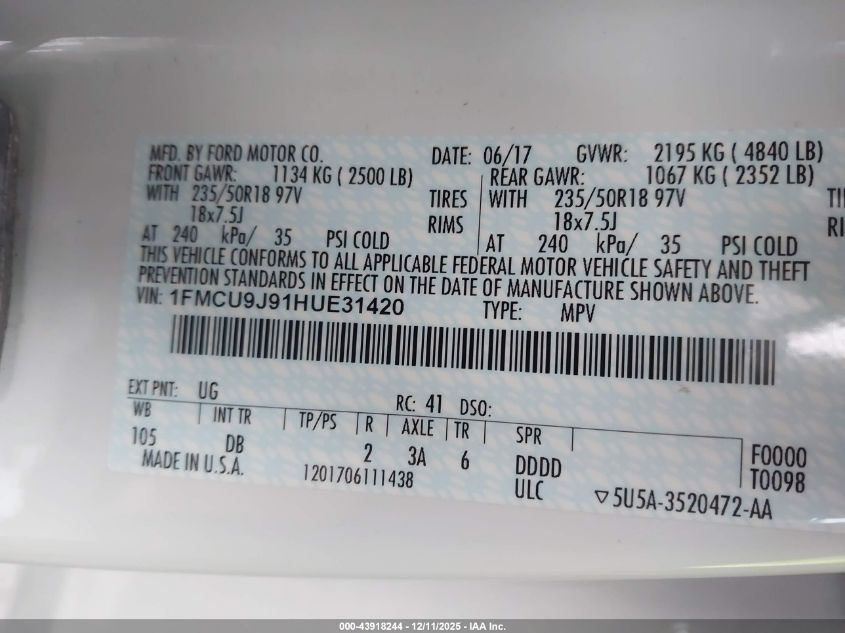 MFD. BY FORD MOTOR CO. DATE: 06/17 GVWR: 2195 KG ( 4840 LB)
FRONT GAWR: 1134 KG ( 2500 LB) REAR GAWR: 1067 KG ( 2352 LB)
WITH 235/50R18 97V TIRES WITH 235/50R18 97V
18x7.5J RIMS 18x7.5J
AT 240 kPa/ 35 PSI COLD AT 240 kPa/ 35 PSI COLD
THIS VEHICLE CONFORMS TO ALL APPLICABLE FEDERAL MOTOR VEHICLE SAFETY AND THEFT
PREVENTION STANDARDS IN EFFECT ON THE DATE OF MANUFACTURE SHOWN ABOVE.
VIN: 1FMCU9J91HUE31420 TYPE: MPV
EXT PNT: UG RC: 41 DSO:
WB INT TR TP/PS R AXLE TR SPR
105 DB 2 3A 6 DDDD F0000
MADE IN U.S.A. 1201706111438 ULC T0098
5U5A-3520472-AA
000-43918244 - 12/11/2025 - IAA Inc.